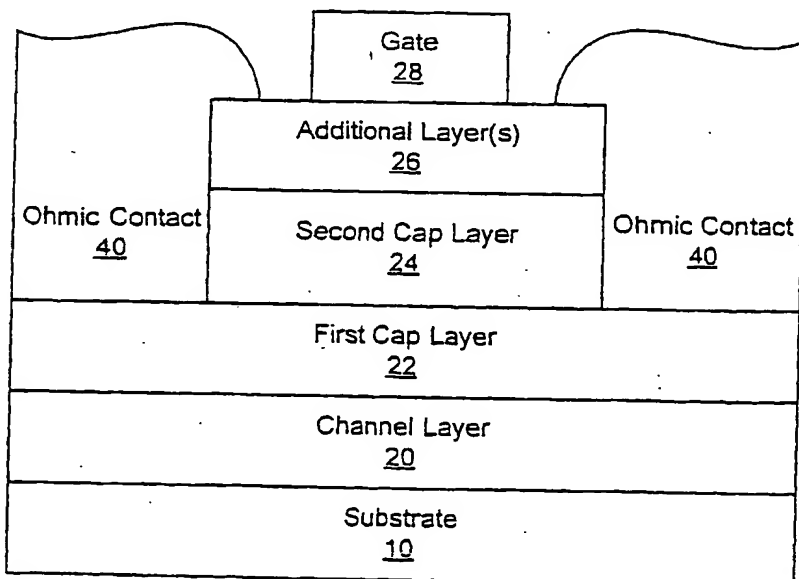 Gate
28
Additional Layer(s)
26
Ohmic Contact
40
Second Cap Layer
24
Ohmic Contact
40
First Cap Layer
22
Channel Layer
20
Substrate
10